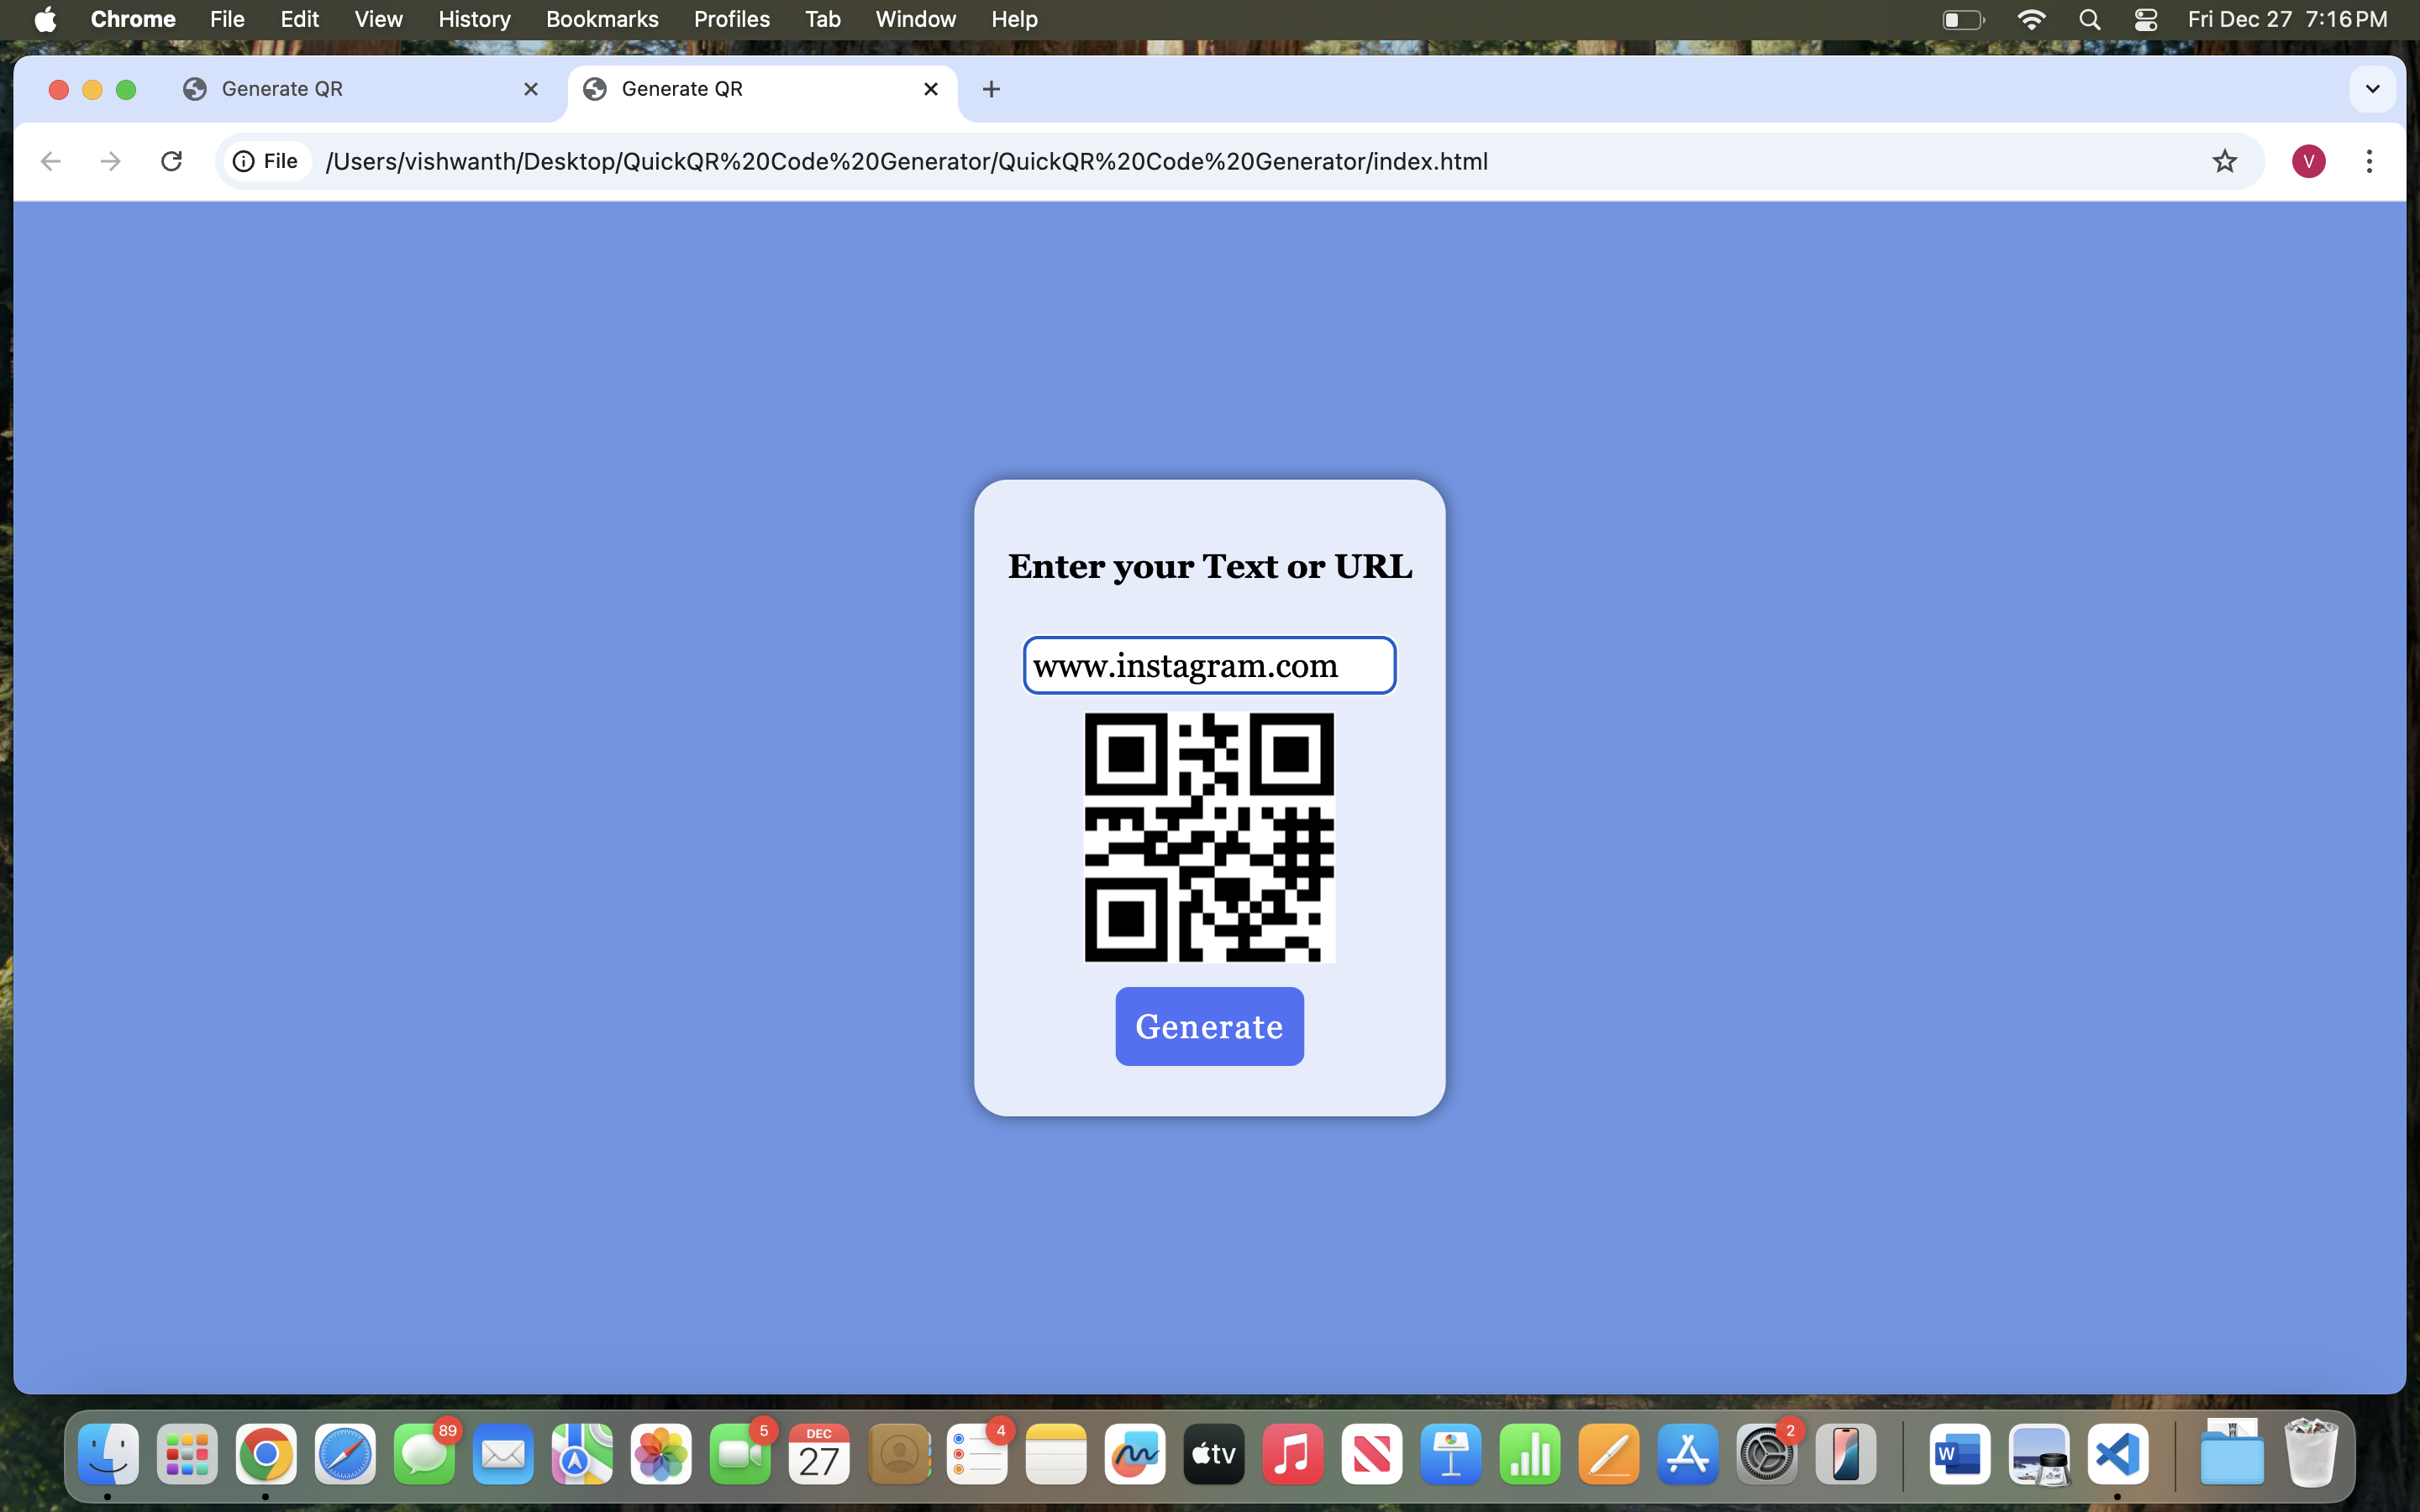 Chrome File Edit View History Bookmarks Profiles Tab Window Help Fri Dec 27 7:16 PM
Generate QR Generate QR
File /Users/vishwanth/Desktop/QuickQR%20Code%20Generator/QuickQR%20Code%20Generator/index.html V
Enter your Text or URL
www.instagram.com
Generate
89 5 DEC 27 4 tv 2 W